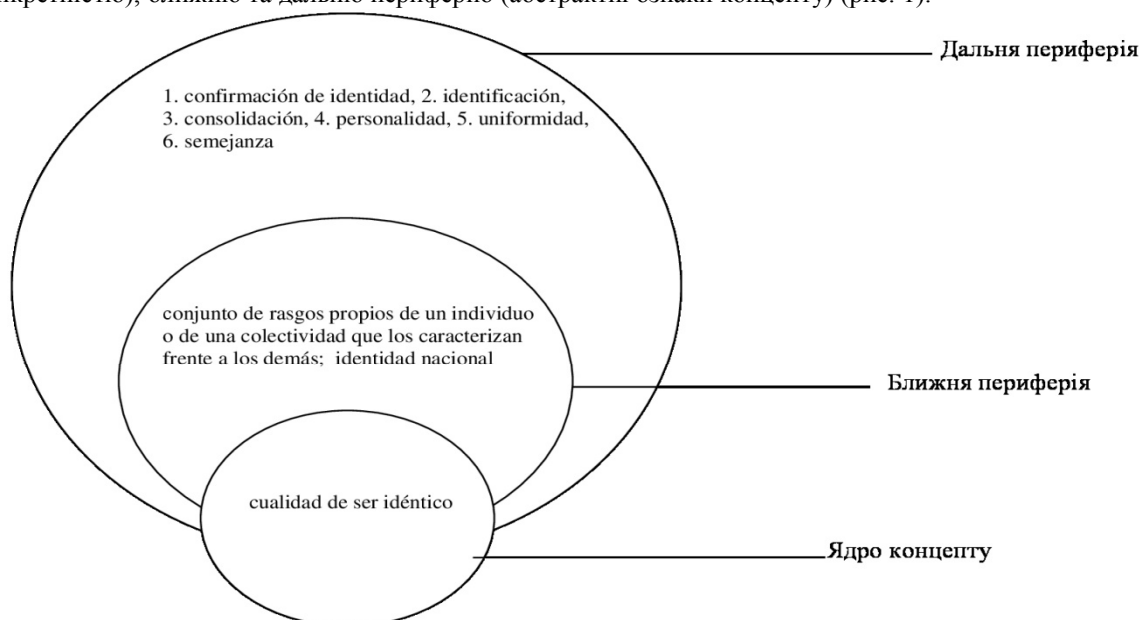 ближню та дальню периферію (абстрактні ознаки концепту) (рис. 1).
Дальня периферія
1. confirmación de identidad, 2. identificación,
3. consolidación, 4. personalidad, 5. uniformidad,
6. semejanza
conjunto de rasgos propios de un individuo
o de una colectividad que los caracterizan
frente a los demás; identidad nacional
Ближня периферія
cualidad de ser idéntico
Ядро концепту